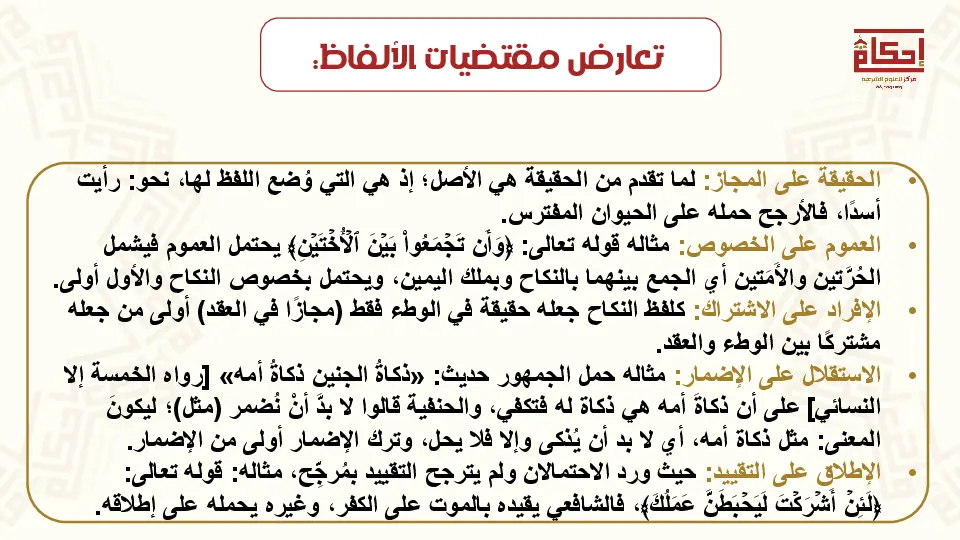 تعارض مقتضيات الألفاظ:
إحكام
مركز للعلوم الشرعية
• الحقيقة على المجاز: لما تقدم من الحقيقة هي الأصل؛ إذ هي التي وُضع اللفظ لها، نحو: رأيت
أسدًا، فالأرجح حمله على الحيوان المفترس.
• العموم على الخصوص: مثاله قوله تعالى: ﴿وَأَن تَجۡمَعُواْ بَيۡنَ ٱلۡأُخۡتَيۡنِ﴾ يحتمل العموم فيشمل
الحُرَّتين والأَمَتين أي الجمع بينهما بالنكاح وبملك اليمين، ويحتمل بخصوص النكاح والأول أولى.
• الإفراد على الاشتراك: كلفظ النكاح جعله حقيقة في الوطء فقط (مجازًا في العقد) أولى من جعله
مشتركًا بين الوطء والعقد.
• الاستقلال على الإضمار: مثاله حمل الجمهور حديث: «ذكاةُ الجنين ذكاةُ أمه» [رواه الخمسة إلا
النسائي] على أن ذكاةَ أمه هي ذكاة له فتكفي، والحنفية قالوا لا بدَّ أنْ نُضمر (مثل)؛ ليكونَ
المعنى: مثل ذكاة أمه، أي لا بد أن يُذكى وإلا فلا يحل، وترك الإضمار أولى من الإضمار.
• الإطلاق على التقييد: حيث ورد الاحتمالان ولم يترجح التقييد بمُرجِّح، مثاله: قوله تعالى:
﴿لَئِنۡ أَشۡرَكۡتَ لَيَحۡبَطَنَّ عَمَلُكَ﴾، فالشافعي يقيده بالموت على الكفر، وغيره يحمله على إطلاقه.